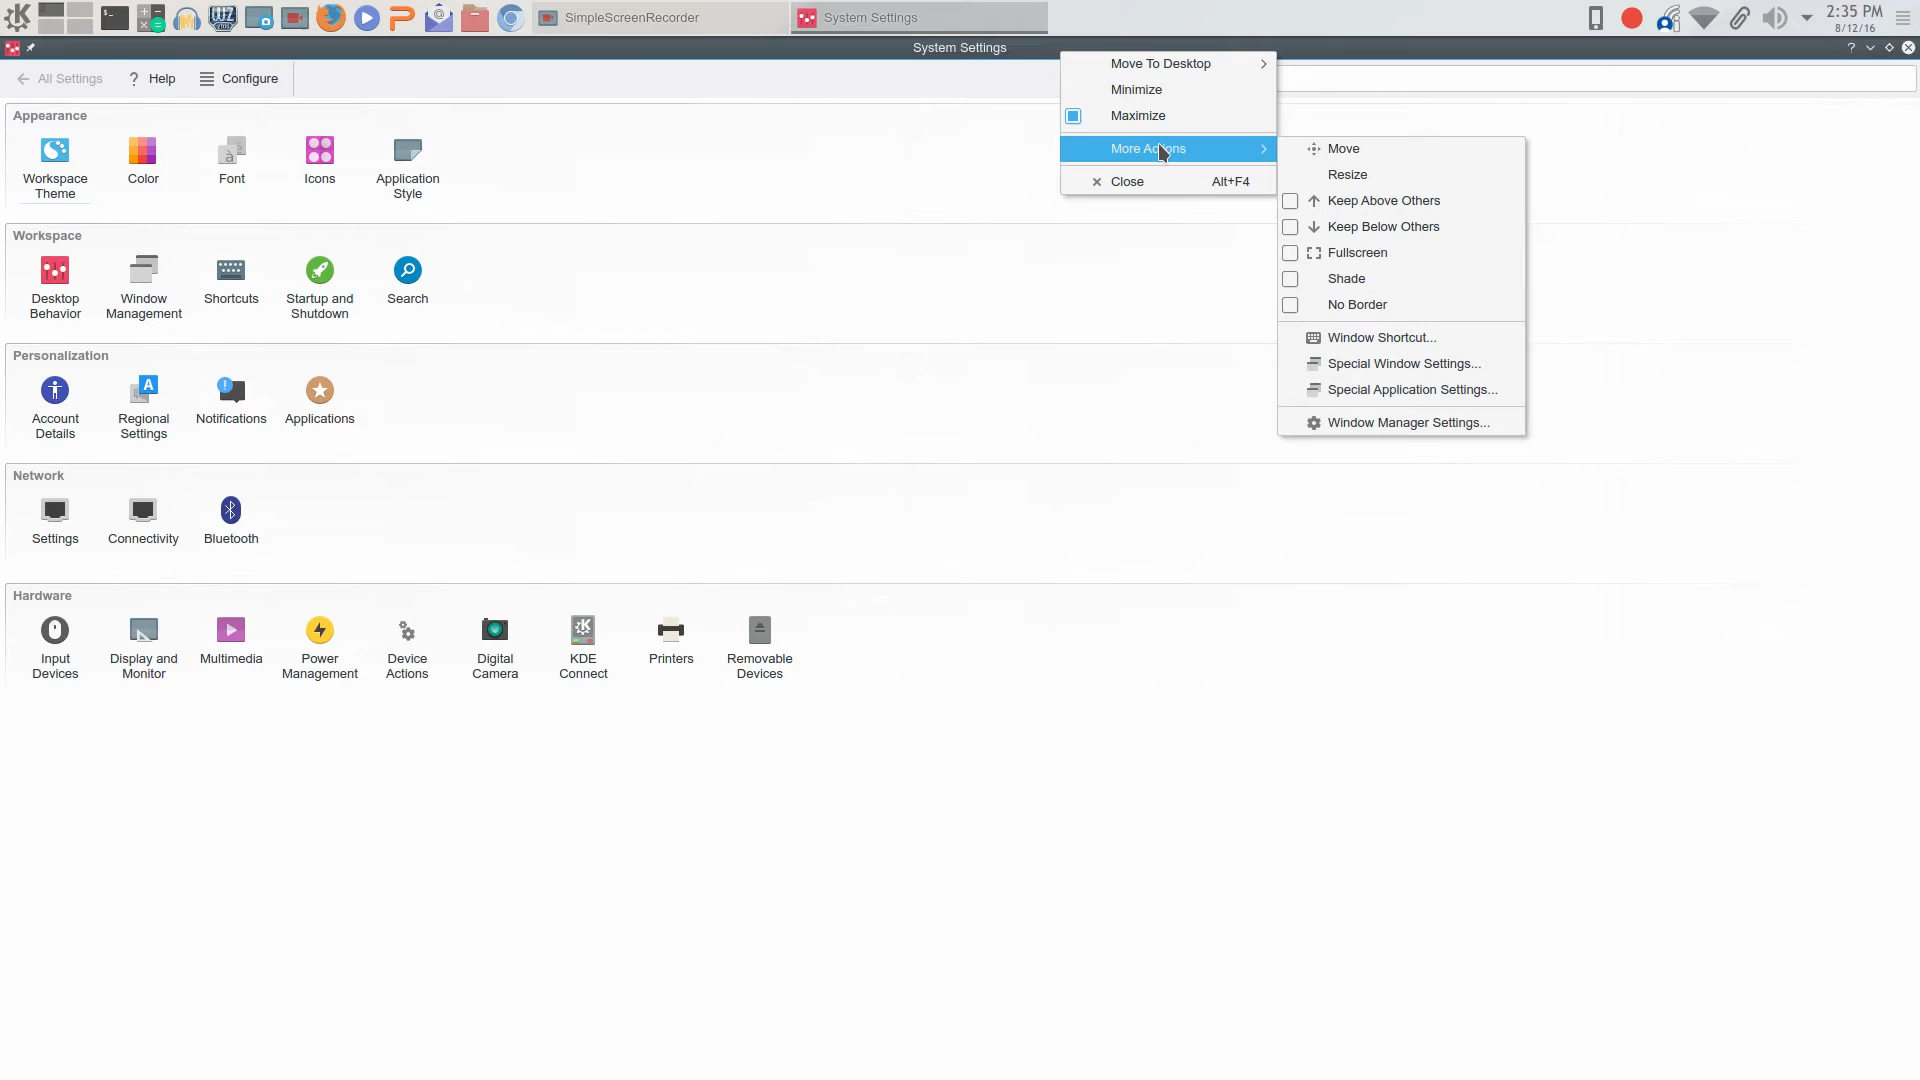 SimpleScreenRecorder
System Settings
2:35 PM
8/12/16
System Settings
All Settings
Help
Configure
Move To Desktop
Minimize
Maximize
More Actions
Close Alt+F4
Move
Resize
Keep Above Others
Keep Below Others
Fullscreen
Shade
No Border
Window Shortcut...
Special Window Settings...
Special Application Settings...
Window Manager Settings...
Appearance
Workspace
Theme
Color
Font
Icons
Application
Style
Workspace
Desktop
Behavior
Window
Management
Shortcuts
Startup and
Shutdown
Search
Personalization
Account
Details
Regional
Settings
Notifications
Applications
Network
Settings
Connectivity
Bluetooth
Hardware
Input
Devices
Display and
Monitor
Multimedia
Power
Management
Device
Actions
Digital
Camera
KDE
Connect
Printers
Removable
Devices